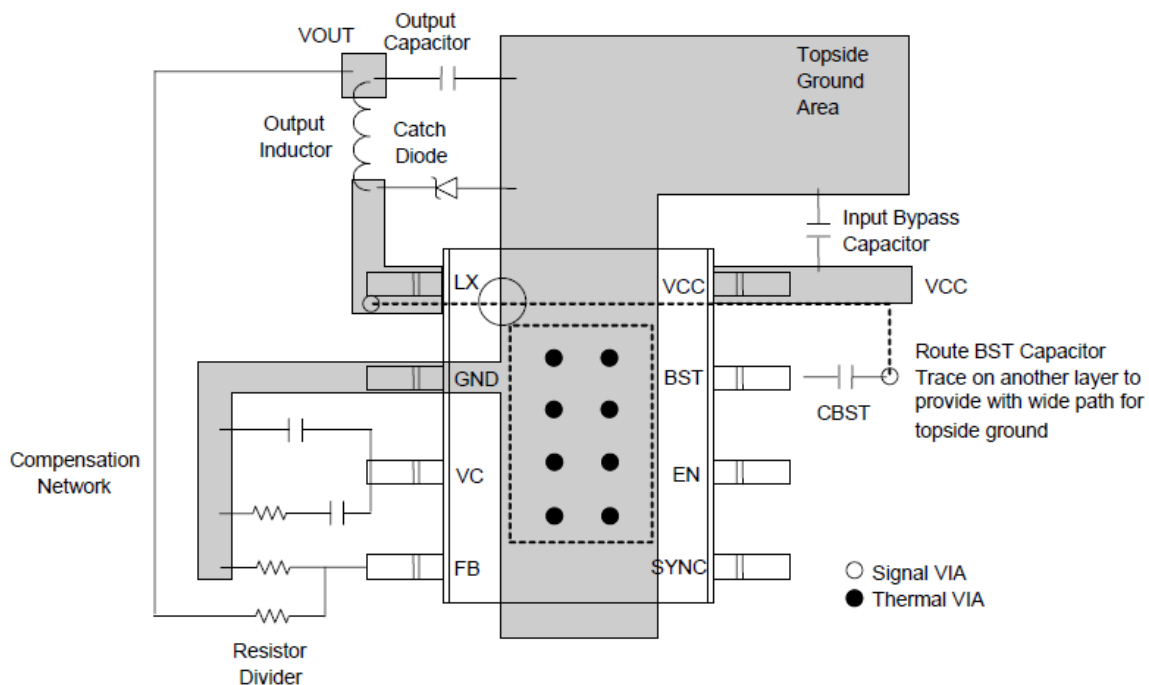 VOUT
Output
Capacitor
Topside
Ground
Area
Output
Inductor
Catch
Diode
Input Bypass
Capacitor
LX
VCC
VCC
GND
BST
CBST
Route BST Capacitor
Trace on another layer to
provide with wide path for
topside ground
Compensation
Network
VC
EN
FB
SYNC
Signal VIA
Thermal VIA
Resistor
Divider